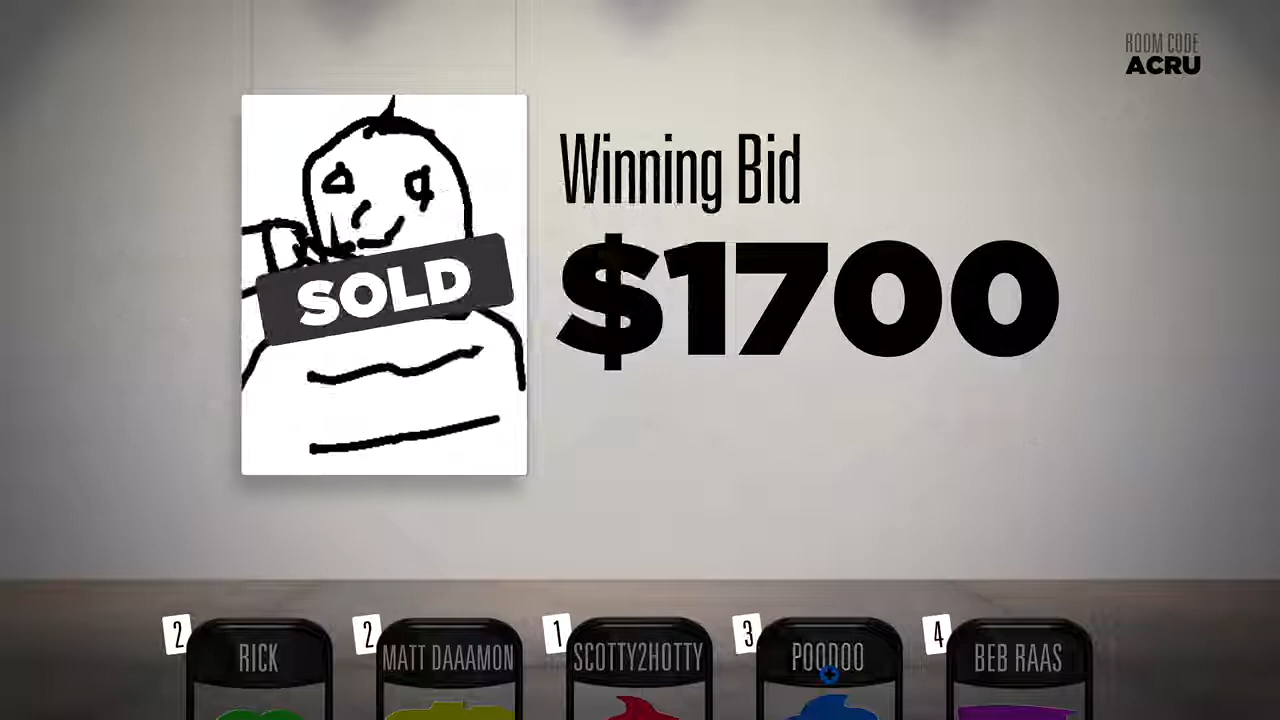 ROOM CODE
ACRU
Winning Bid
$1700
SOLD
2 RICK
2 MATT DAAAMON
1 SCOTTY2HOTTY
3 POODOO
4 BEB RAAS